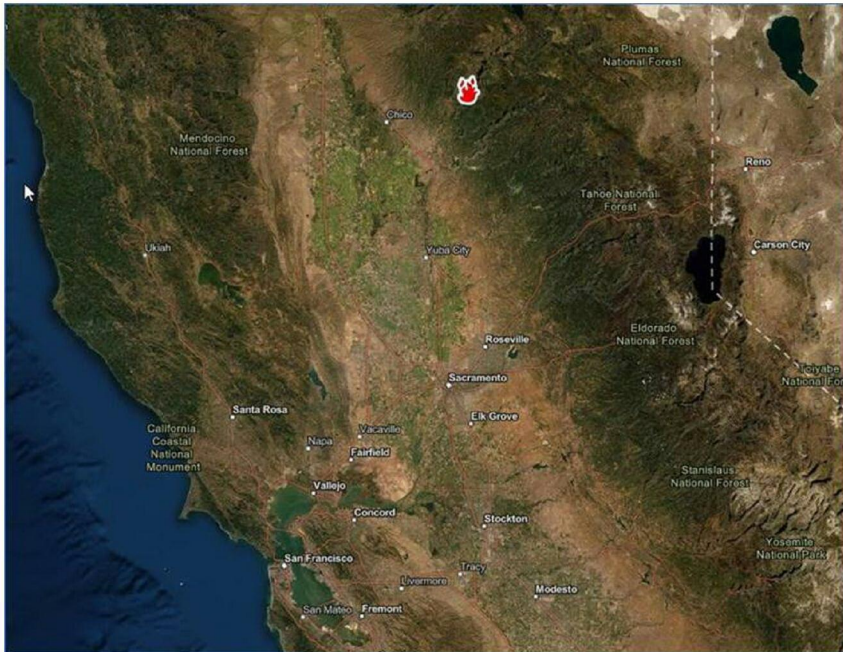 Plumas
National Forest
Chico
Mendocino
National Forest
Reno
Tahoe National
Forest
Ukiah
Yuba City
Carson City
Eldorado
National Forest
Roseville
Toiyabe
National For
Sacramento
Santa Rosa
Elk Grove
California
Coastal
National
Monument
Napa
Vacaville
Fairfield
Stanislaus
National Forest
Vallejo
Concord
Stockton
Yosemite
National Park
San Francisco
Tracy
Livermore
Modesto
San Mateo
Fremont